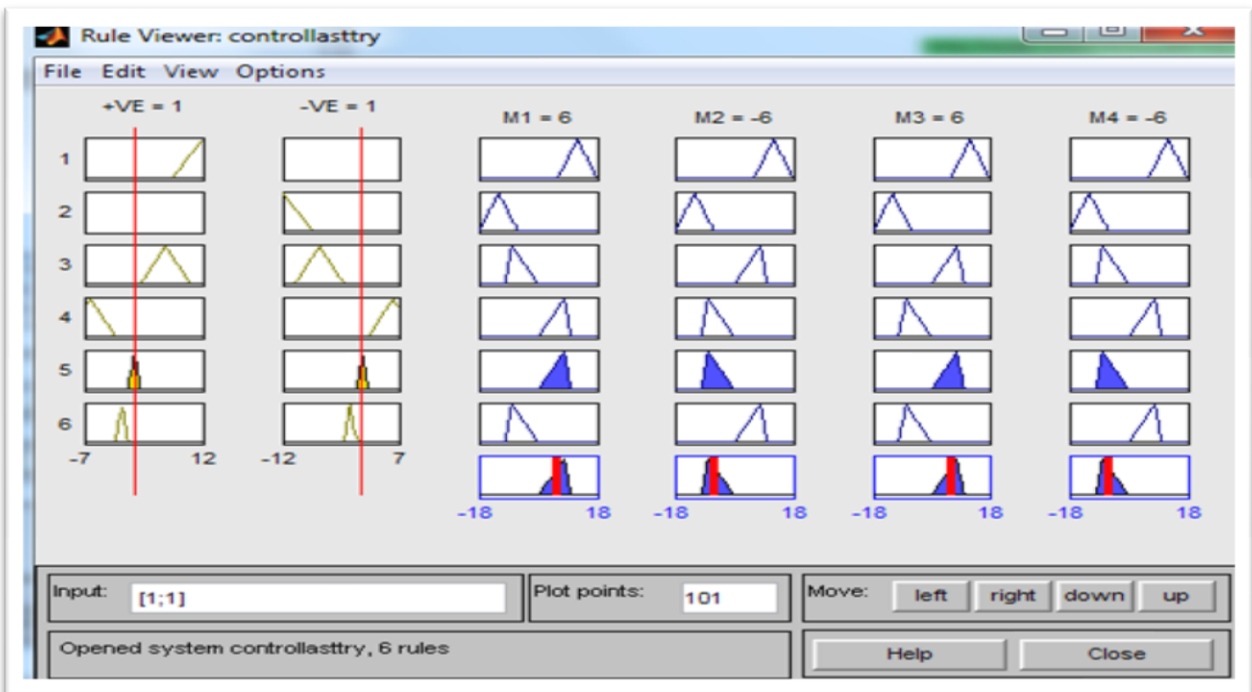 Rule Viewer: controllasttry
File Edit View Options
+VE = 1 -VE = 1 M1 = 6 M2 = -6 M3 = 6 M4 = -6
1
2
3
4
5
6
-7 12 -12 7
-18 18 -18 18 -18 18 -18 18
Input: [1;1] Plot points: 101 Move: left right down up
Opened system controllasttry, 6 rules Help Close